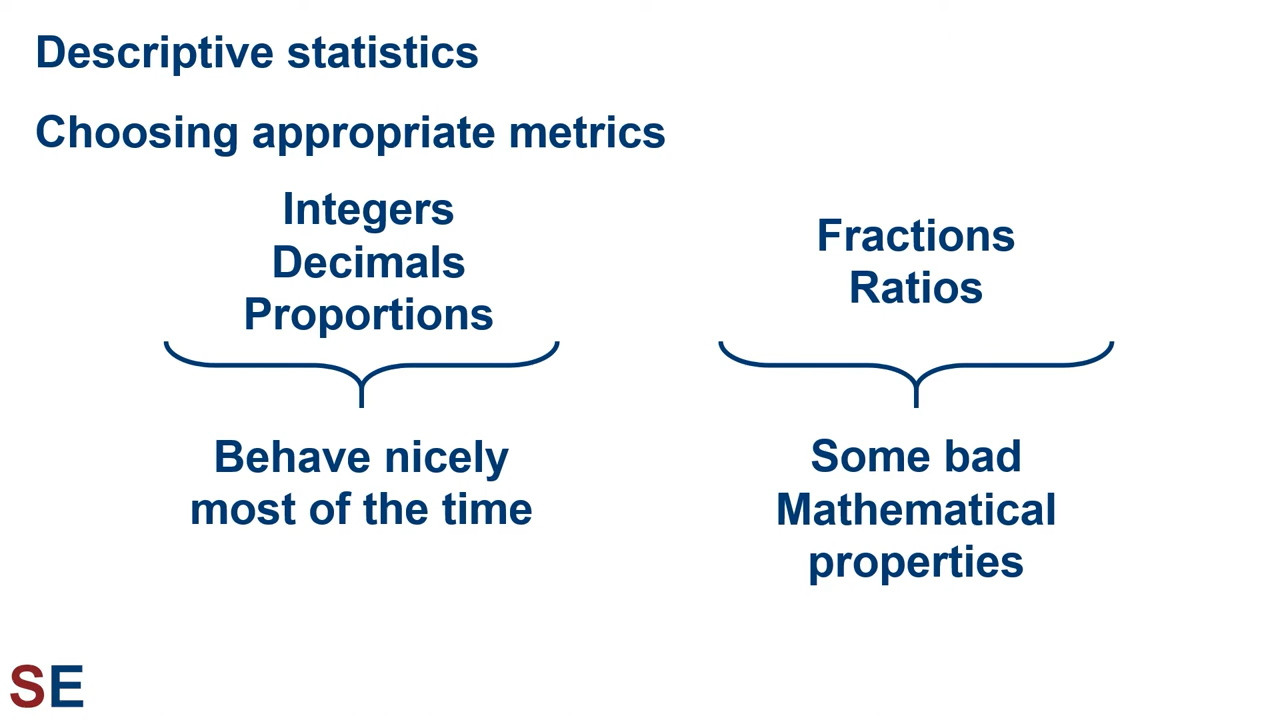 Descriptive statistics
Choosing appropriate metrics
Integers
Decimals
Proportions
Behave nicely
most of the time
Fractions
Ratios
Some bad
Mathematical
properties
SE